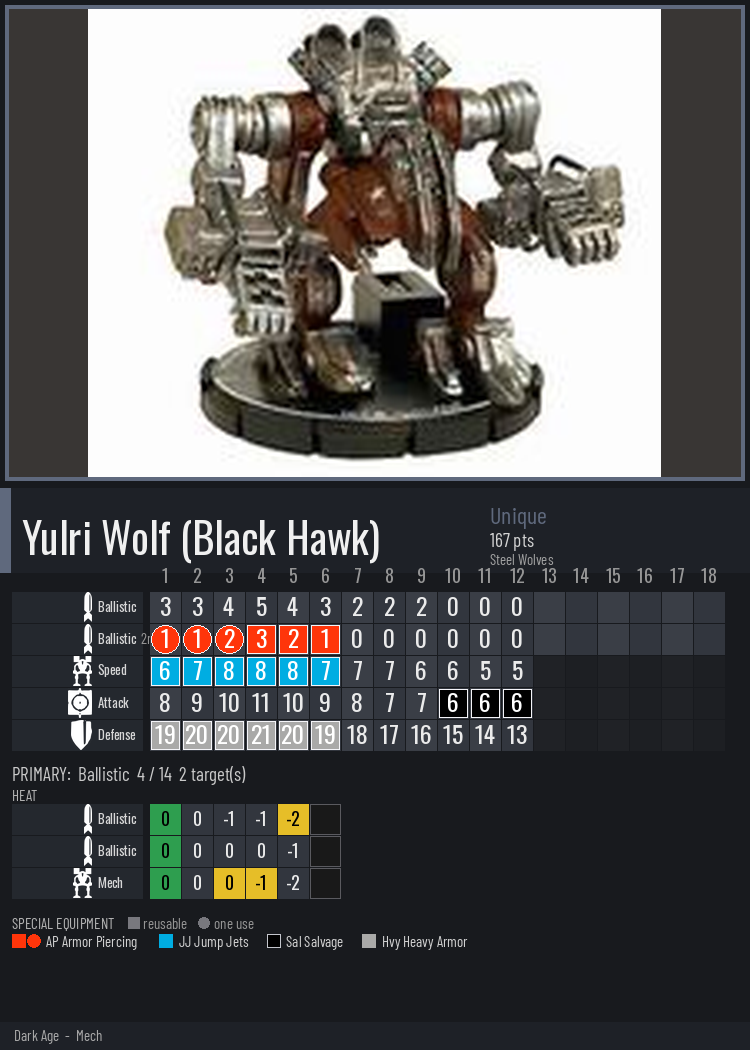 Yulri Wolf (Black Hawk)
Unique
167 pts
Steel Wolves
1 2 3 4 5 6 7 8 9 10 11 12 13 14 15 16 17 18
Ballistic 3 3 4 5 4 3 2 2 2 0 0 0
Ballistic 1 1 2 3 2 1 0 0 0 0 0 0
Speed 6 7 8 8 8 7 7 7 6 6 5 5
Attack 8 9 10 11 10 9 8 7 7 6 6 6
Defense 19 20 20 21 20 19 18 17 16 15 14 13
PRIMARY: Ballistic 4 / 14 2 target(s)
HEAT
Ballistic 0 0 -1 -1 -2
Ballistic 0 0 0 0 -1
Mech 0 0 0 -1 -2
SPECIAL EQUIPMENT reusable one use
AP Armor Piercing JJ Jump Jets Sal Salvage Hvy Heavy Armor
Dark Age - Mech